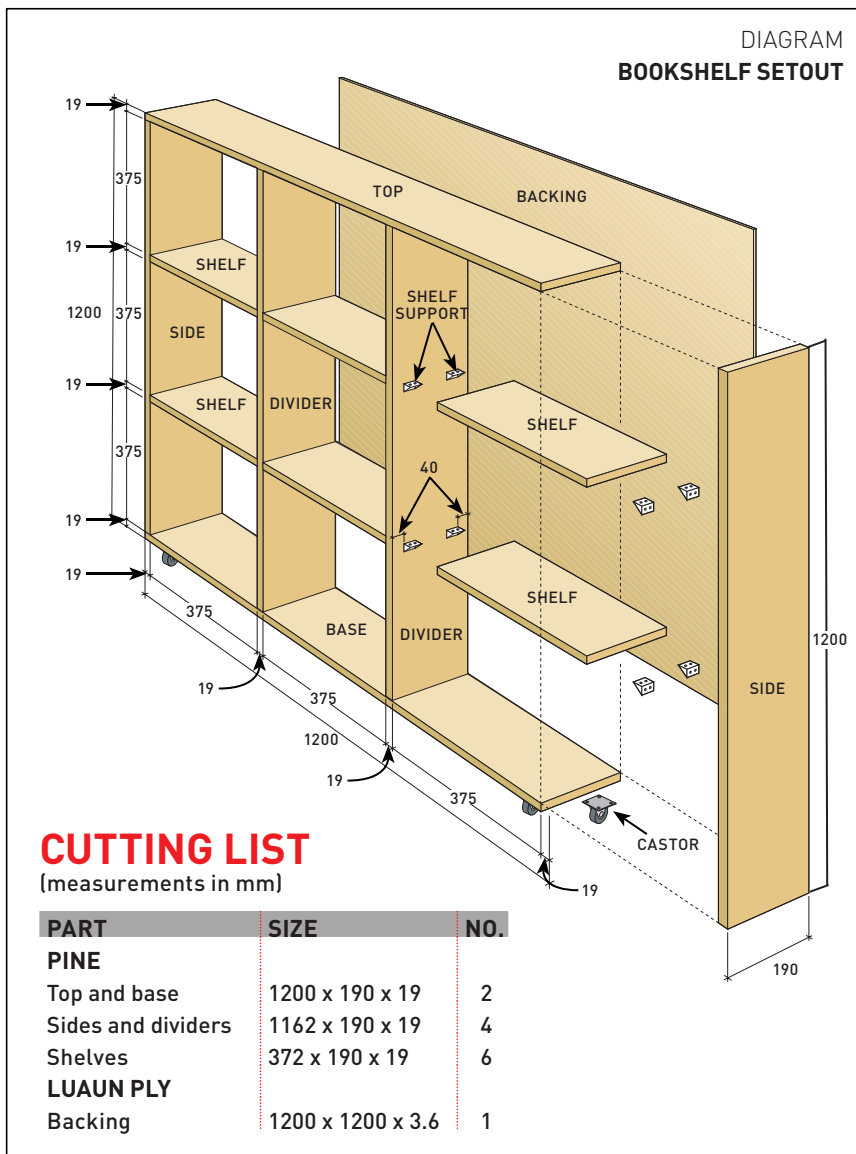 DIAGRAM
BOOKSHELF SETOUT
19
375
19
1200
375
19
375
19
19
TOP
BACKING
SHELF
SHELF
SUPPORT
SIDE
SHELF
DIVIDER
SHELF
40
SHELF
BASE
DIVIDER
SIDE
1200
375
19
375
1200
19
375
19
CASTOR
190
CUTTING LIST
(measurements in mm)
PART SIZE NO.
PINE
Top and base 1200 x 190 x 19 2
Sides and dividers 1162 x 190 x 19 4
Shelves 372 x 190 x 19 6
LUAUN PLY
Backing 1200 x 1200 x 3.6 1